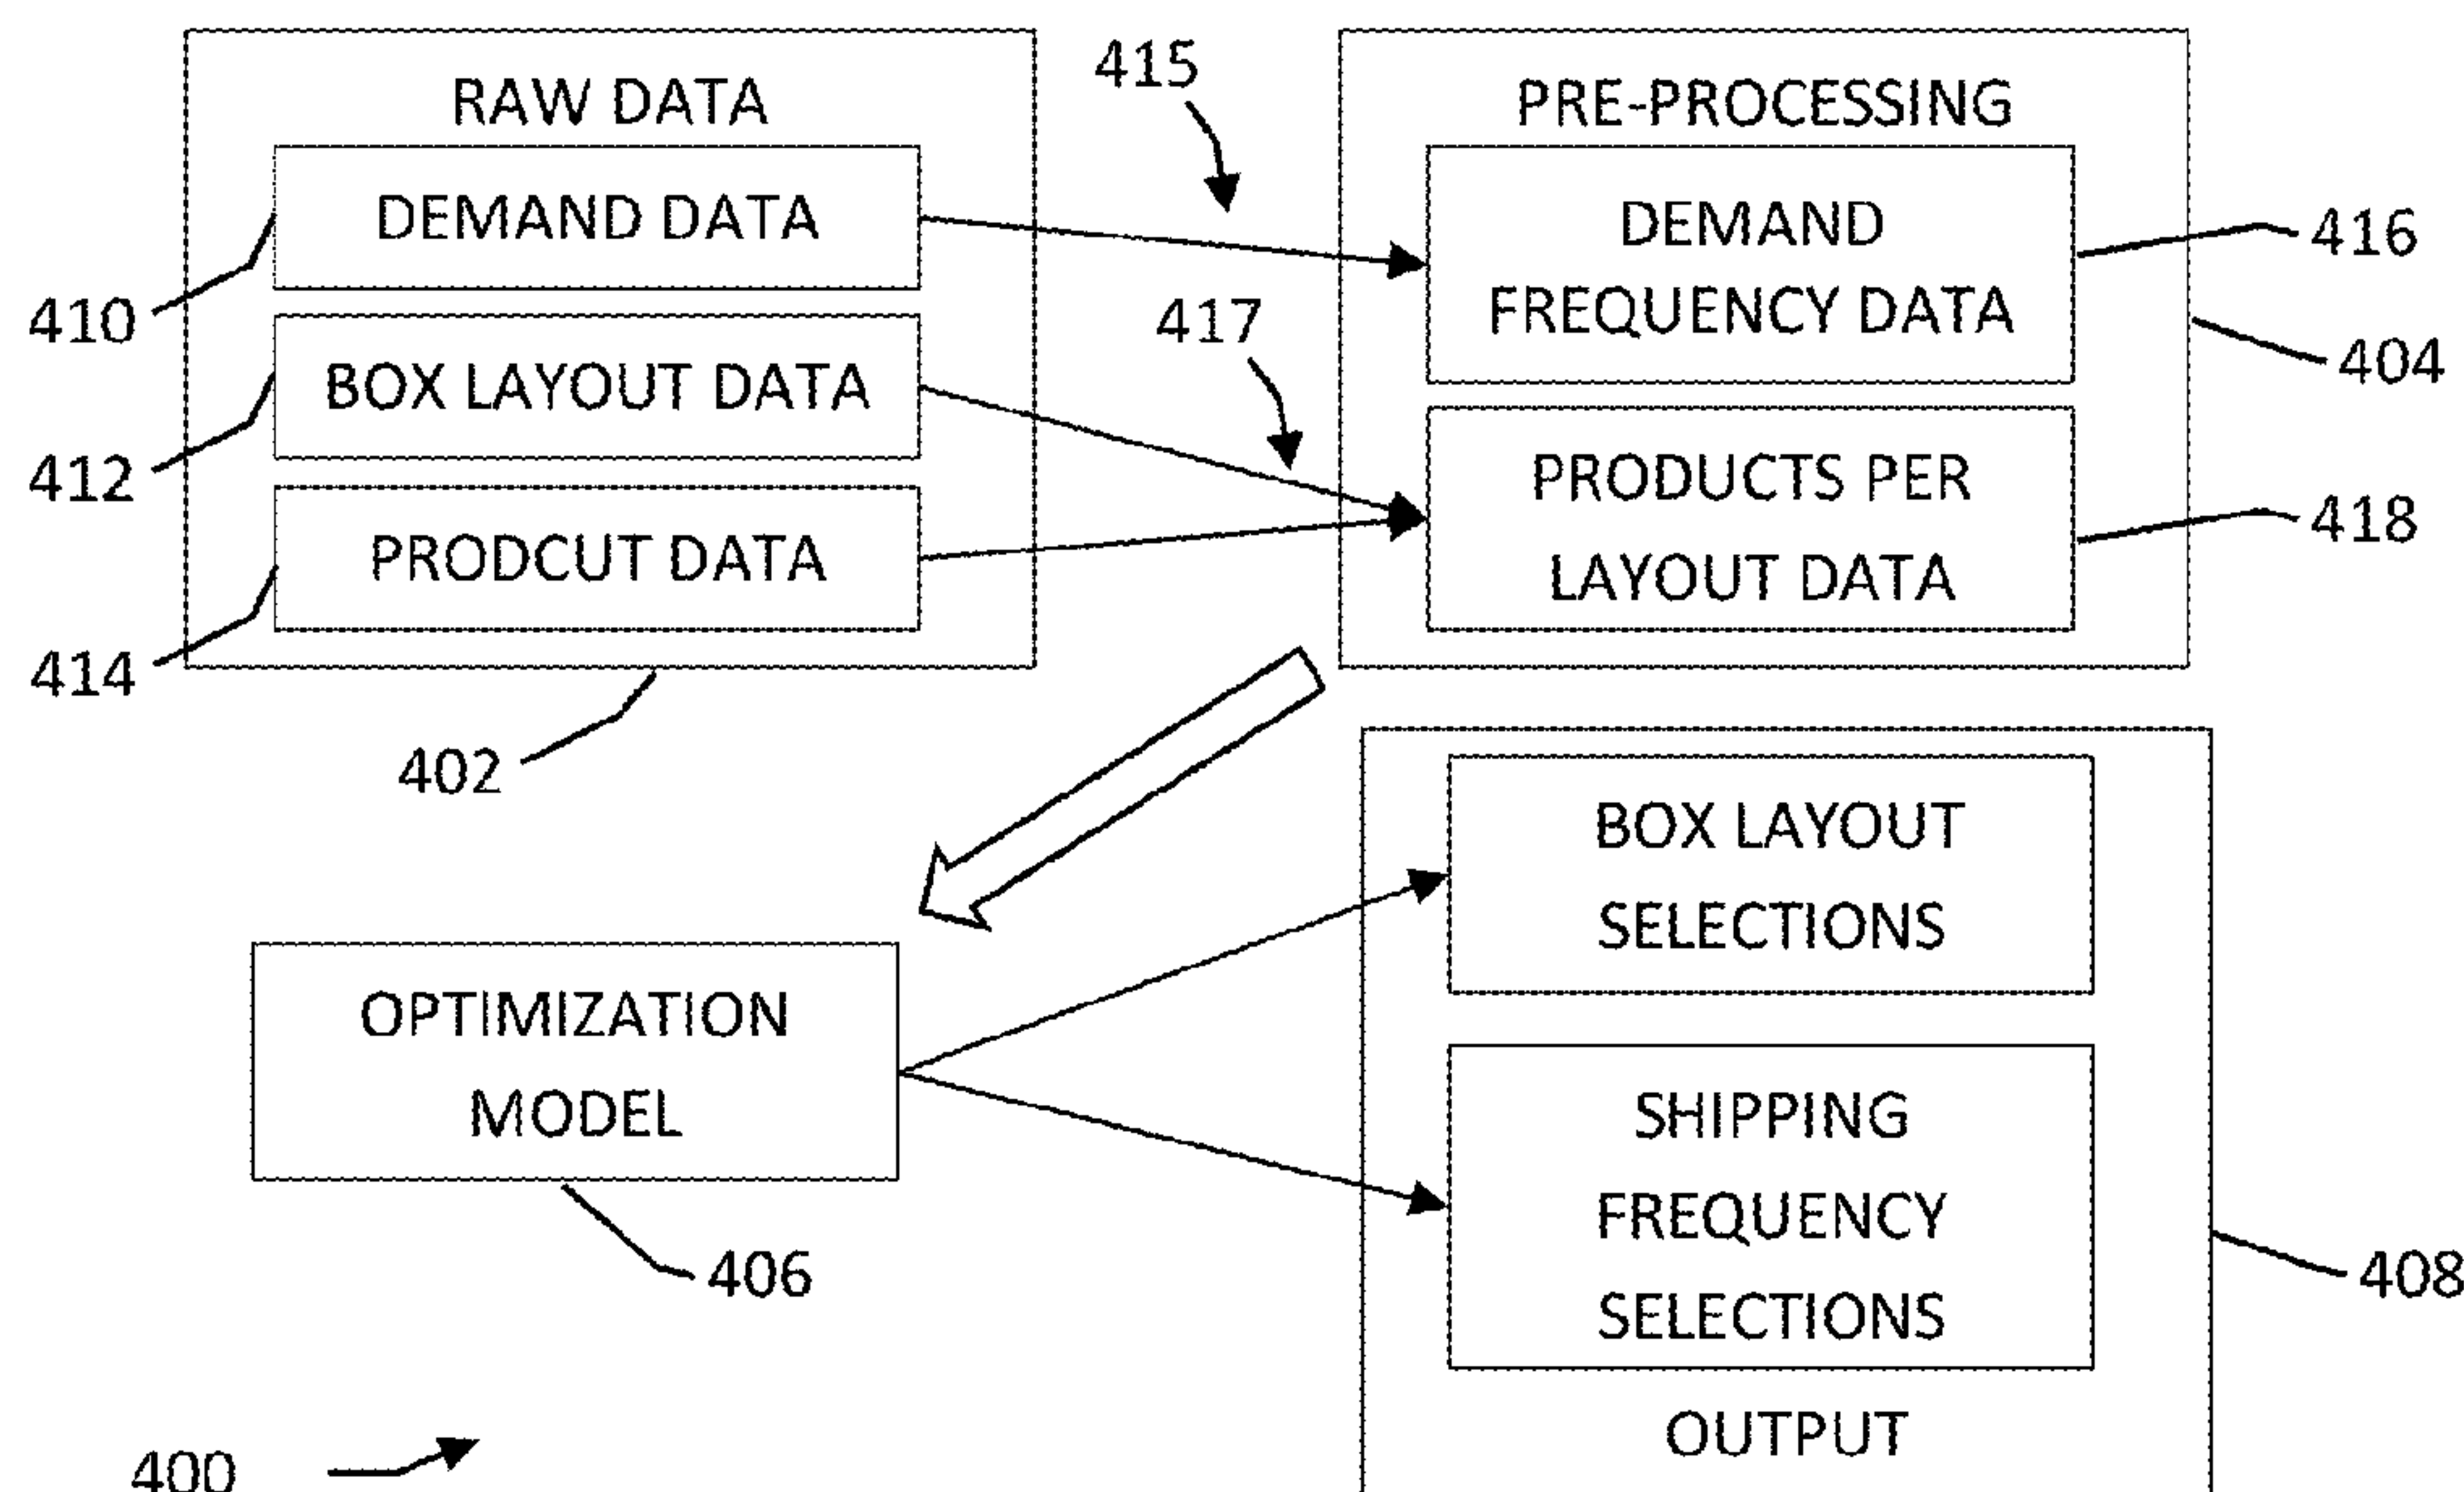 RAW DATA
DEMAND DATA
BOX LAYOUT DATA
PRODCUT DATA
410
412
414
402
415
417
PRE-PROCESSING
DEMAND
FREQUENCY DATA
PRODUCTS PER
LAYOUT DATA
416
404
418
OPTIMIZATION
MODEL
406
BOX LAYOUT
SELECTIONS
SHIPPING
FREQUENCY
SELECTIONS
OUTPUT
408
400